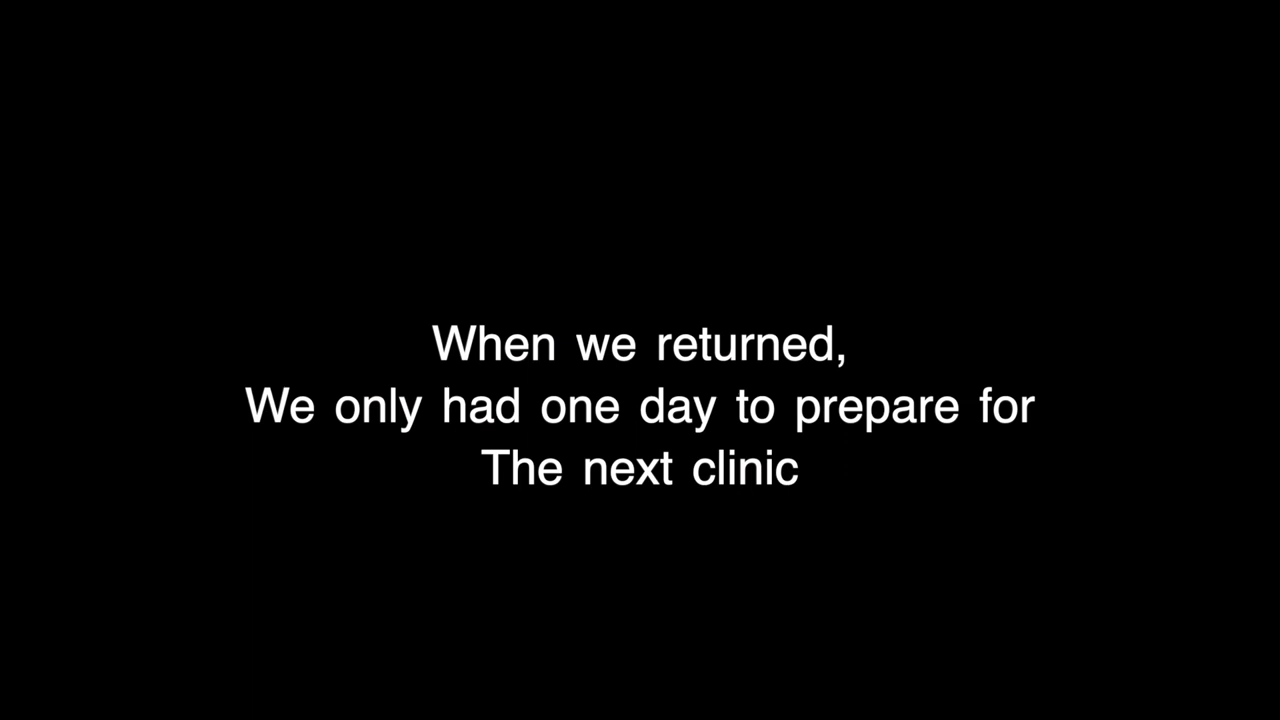 When we returned,
We only had one day to prepare for
The next clinic